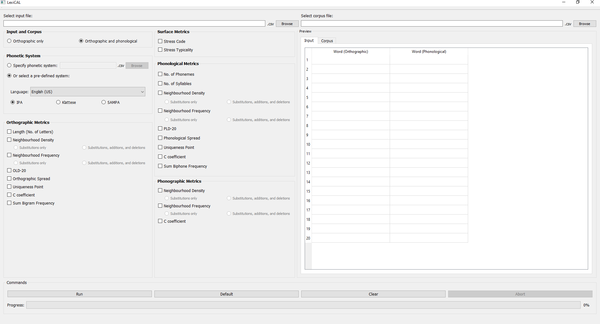 LexiCAL
Select input file:
.csv Browse
Select corpus file:
.csv Browse
Input and Corpus
Orthographic only
Orthographic and phonological
Phonetic System
Specify phonetic system:
.csv Browse
Or select a pre-defined system:
Language: English (US)
IPA
Klattese
SAMPA
Orthographic Metrics
Length (No. of Letters)
Neighbourhood Density
Substitutions only
Substitutions, additions, and deletions
Neighbourhood Frequency
Substitutions only
Substitutions, additions, and deletions
OLD-20
Orthographic Spread
Uniqueness Point
C coefficient
Sum Bigram Frequency
Surface Metrics
Stress Code
Stress Typicality
Phonological Metrics
No. of Phonemes
No. of Syllables
Neighbourhood Density
Substitutions only
Substitutions, additions, and deletions
Neighbourhood Frequency
Substitutions only
Substitutions, additions, and deletions
PLD-20
Phonological Spread
Uniqueness Point
C coefficient
Sum Biphone Frequency
Phonographic Metrics
Neighbourhood Density
Substitutions only
Substitutions, additions, and deletions
Neighbourhood Frequency
Substitutions only
Substitutions, additions, and deletions
C coefficient
Preview
Input
Corpus
Word (Orthographic)
Word (Phonological)
1
2
3
4
5
6
7
8
9
10
11
12
13
14
15
16
17
18
19
20
Commands
Run
Default
Clear
Abort
Progress:
0%